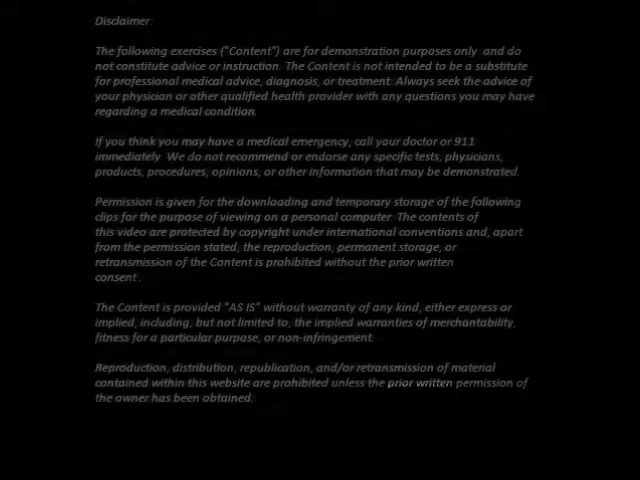 Disclaimer:
The following exercises ("Content") are for demonstration purposes only and do
not constitute advice or instruction. The Content is not intended to be a substitute
for professional medical advice, diagnosis, or treatment. Always seek the advice of
your physician or other qualified health provider with any questions you may have
regarding a medical condition.
If you think you may have a medical emergency, call your doctor or 911
immediately. We do not recommend or endorse any specific tests, physicians,
products, procedures, opinions, or other information that may be demonstrated.
Permission is given for the downloading and temporary storage of the following
clips for the purpose of viewing on a personal computer. The contents of
this video are protected by copyright under international conventions and, apart
from the permission stated, the reproduction, permanent storage, or
retransmission of the Content is prohibited without the prior written
consent .
The Content is provided "AS IS" without warranty of any kind, either express or
implied, including, but not limited to, the implied warranties of merchantability,
fitness for a particular purpose, or non-infringement.
Reproduction, distribution, republication, and/or retransmission of material
contained within this website are prohibited unless the prior written permission of
the owner has been obtained.